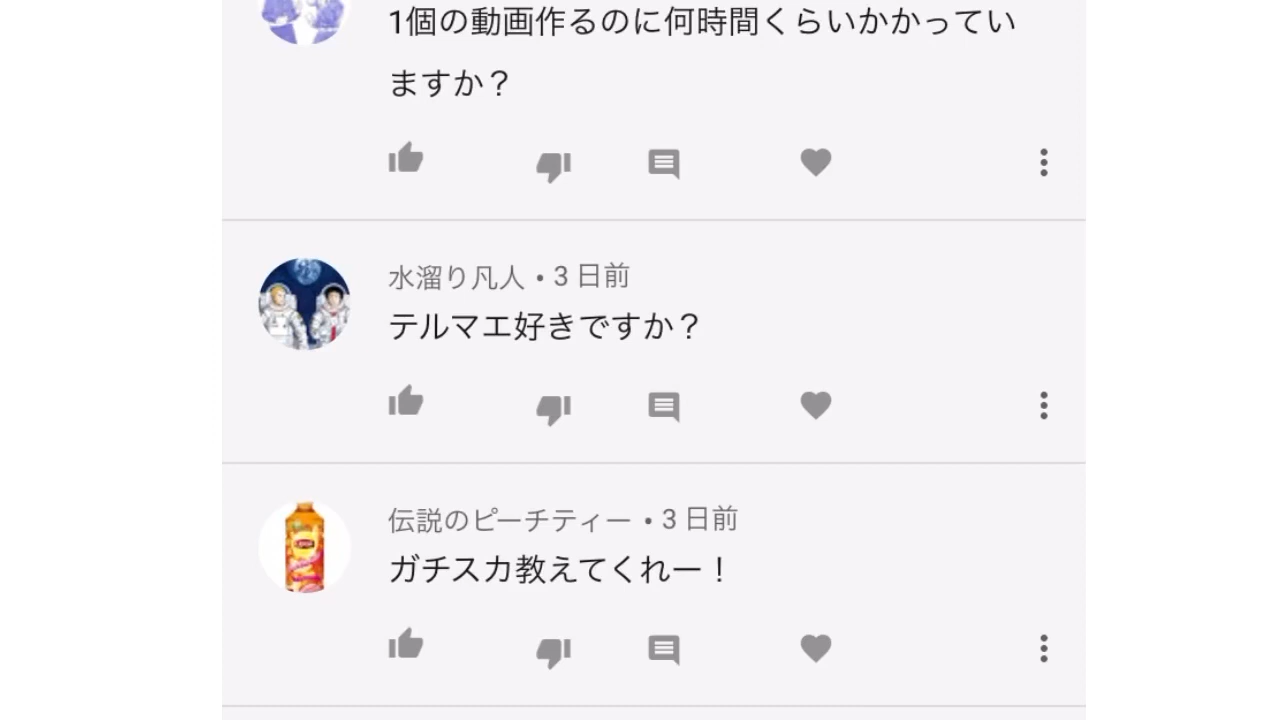 1個の動画作るのに何時間くらいかかってい
ますか？
水溜り凡人・3 日前
テルマエ好きですか？
伝説のピーチティー・3 日前
ガチスカ教えてくれー！